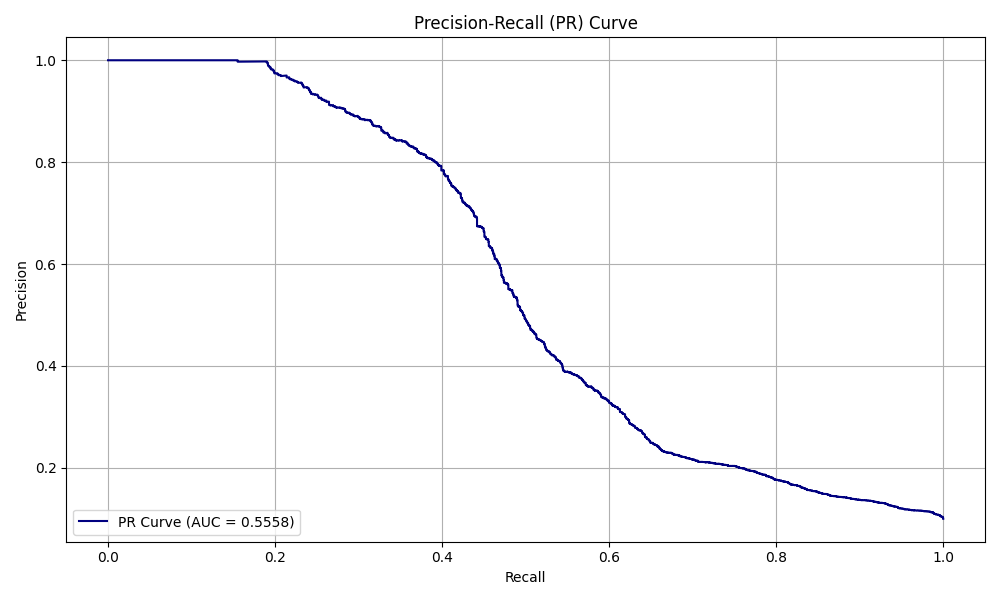 Precision-Recall (PR) Curve
1.0
0.8
0.6
0.4
0.2
Precision
PR Curve (AUC = 0.5558)
0.0 0.2 0.4 0.6 0.8 1.0
Recall